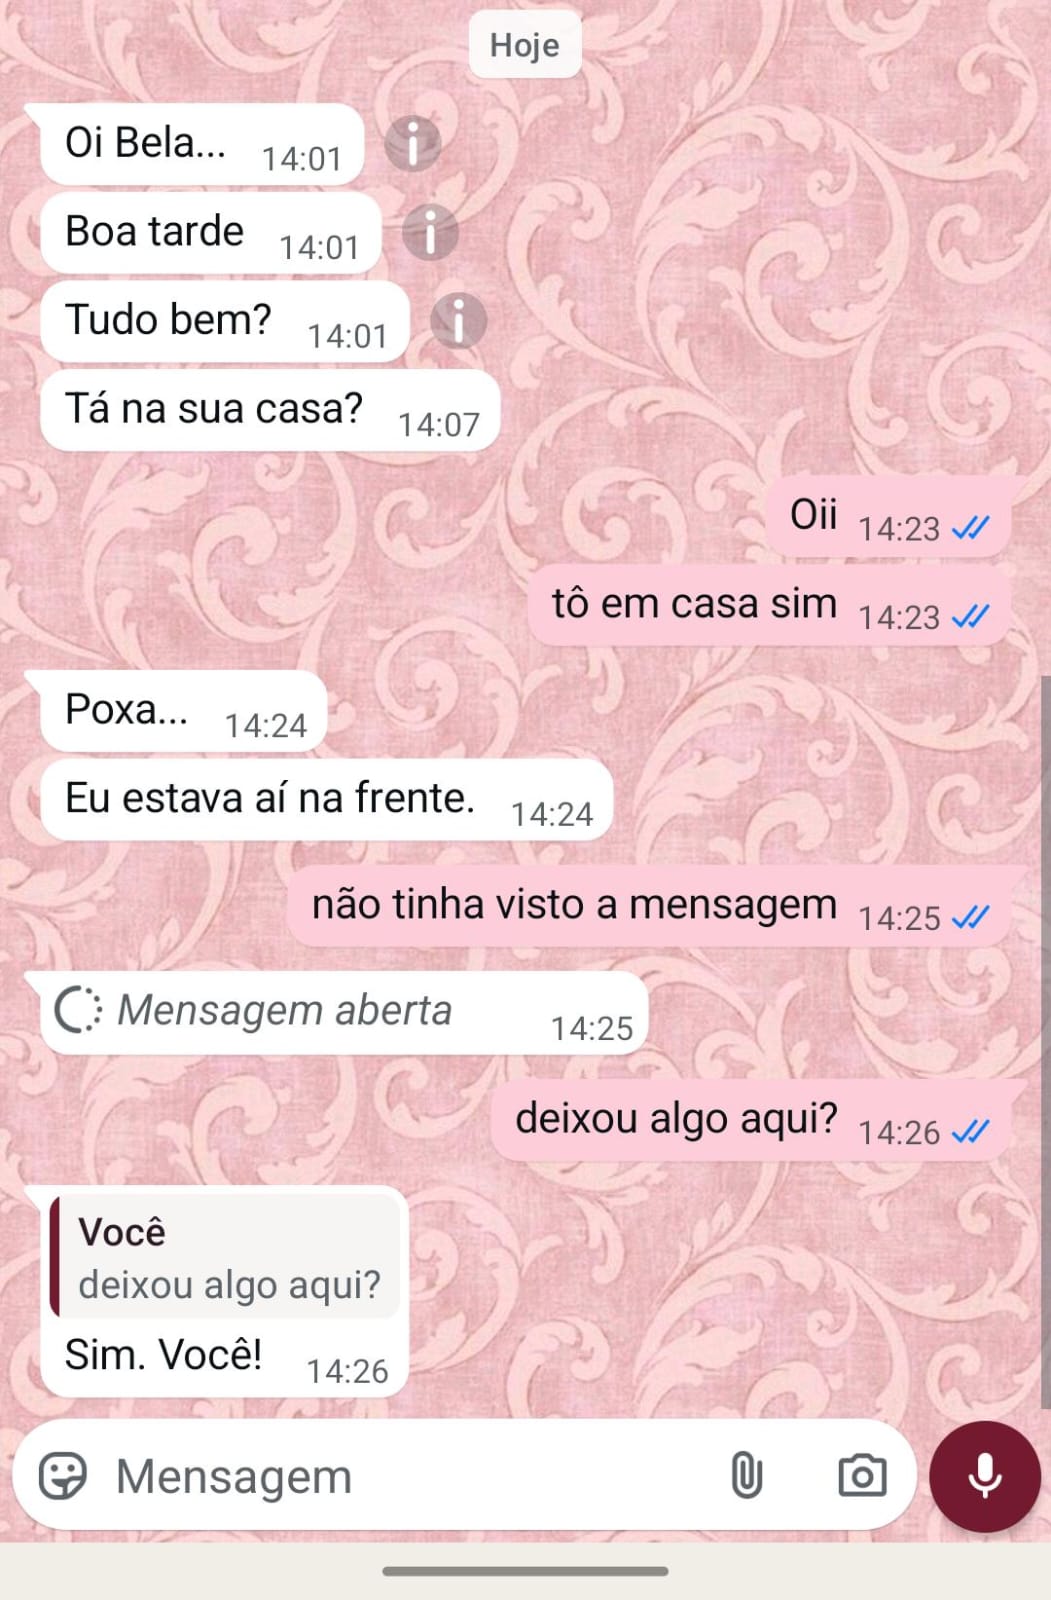 Hoje
Oi Bela... 14:01
Boa tarde 14:01
Tudo bem? 14:01
Tá na sua casa? 14:07
Oii 14:23
tô em casa sim 14:23
Poxa... 14:24
Eu estava aí na frente. 14:24
não tinha visto a mensagem 14:25
Mensagem aberta 14:25
deixou algo aqui? 14:26
Você
deixou algo aqui?
Sim. Você! 14:26
Mensagem